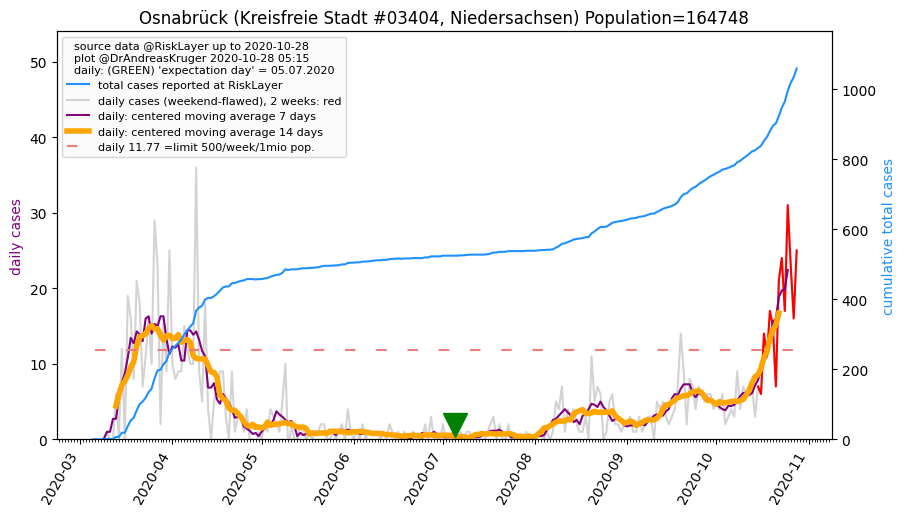 Osnabrück (Kreisfreie Stadt #03404, Niedersachsen) Population=164748
source data @RiskLayer up to 2020-10-28
plot @DrAndreasKruger 2020-10-28 05:15
daily: (GREEN) 'expectation day' = 05.07.2020
total cases reported at RiskLayer
daily cases (weekend-flawed), 2 weeks: red
daily: centered moving average 7 days
daily: centered moving average 14 days
daily 11.77 =limit 500/week/1mio pop.
daily cases
50
40
30
20
10
0
cumulative total cases
1000
800
600
400
200
0
2020-03
2020-04
2020-05
2020-06
2020-07
2020-08
2020-09
2020-10
2020-11